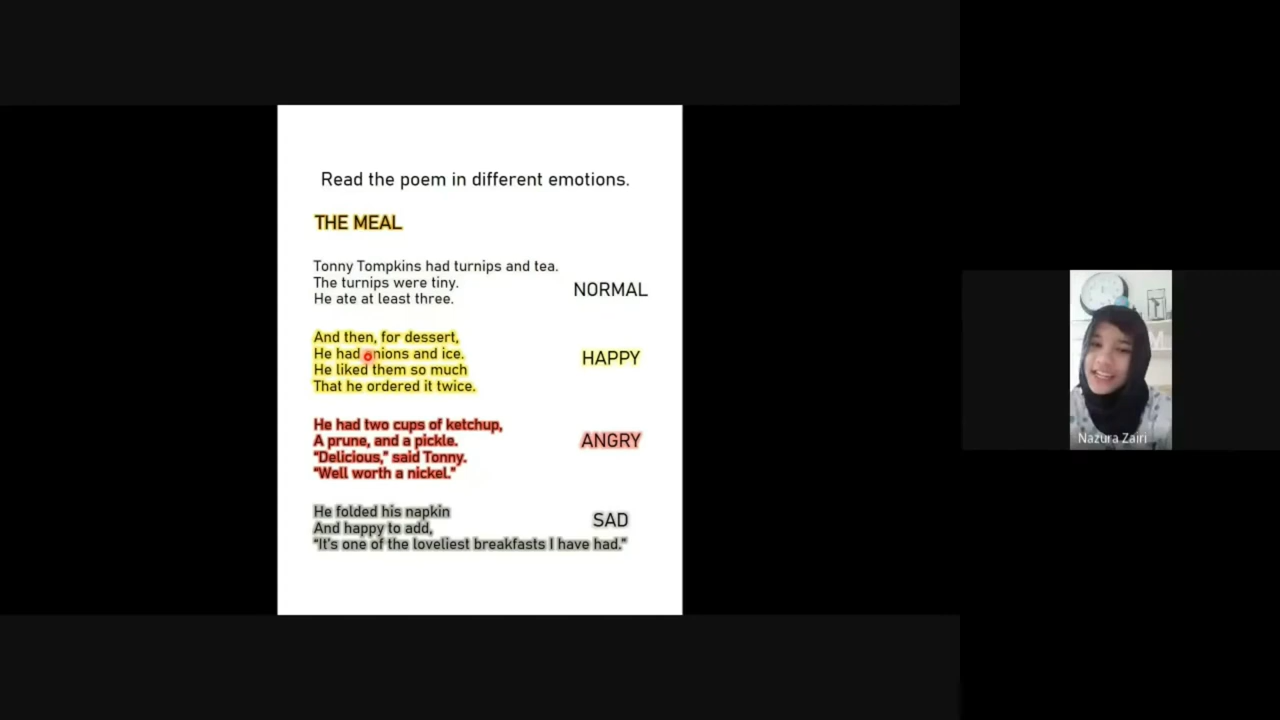 Read the poem in different emotions.
THE MEAL
Tonny Tompkins had turnips and tea.
The turnips were tiny.
He ate at least three.
NORMAL
And then, for dessert,
He had onions and ice.
He liked them so much
That he ordered it twice.
HAPPY
He had two cups of ketchup,
A prune, and a pickle.
“Delicious,” said Tonny.
“Well worth a nickel.”
ANGRY
He folded his napkin
And happy to add,
“It's one of the loveliest breakfasts I have had.”
SAD
Nazura Zairi